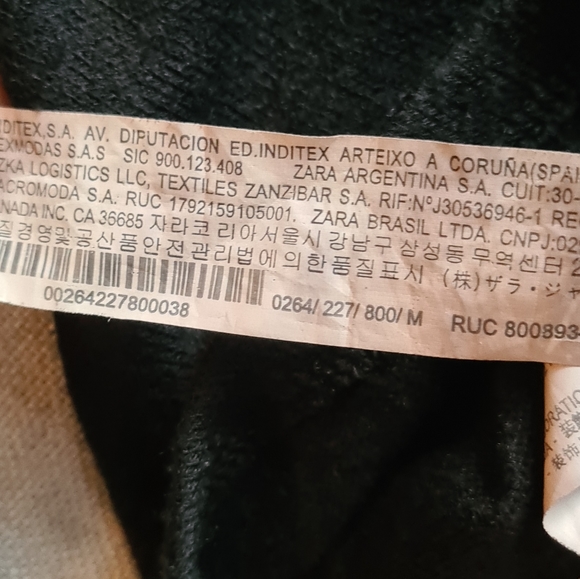 INDITEX,S.A. AV. DIPUTACION ED.INDITEX ARTEIXO A CORUÑA(SPAI
EXMODAS S.A.S SIC 900.123.408 ZARA ARGENTINA S.A. CUIT:30-
ZKA LOGISTICS LLC, TEXTILES ZANZIBAR S.A. RIF:NºJ30536946-1 RE
ACROMODA S.A. RUC 1792159105001. ZARA BRASIL LTDA. CNPJ:02
ANADA INC. CA 36685 자라코리아서울시 강남구 삼성동 무역센터 2
질경영및공산품안전관리법에의한품질표시 (株)ザラ・ジャ
00264227800038 0264/ 227/ 800/ M RUC 800893-
ORATIO